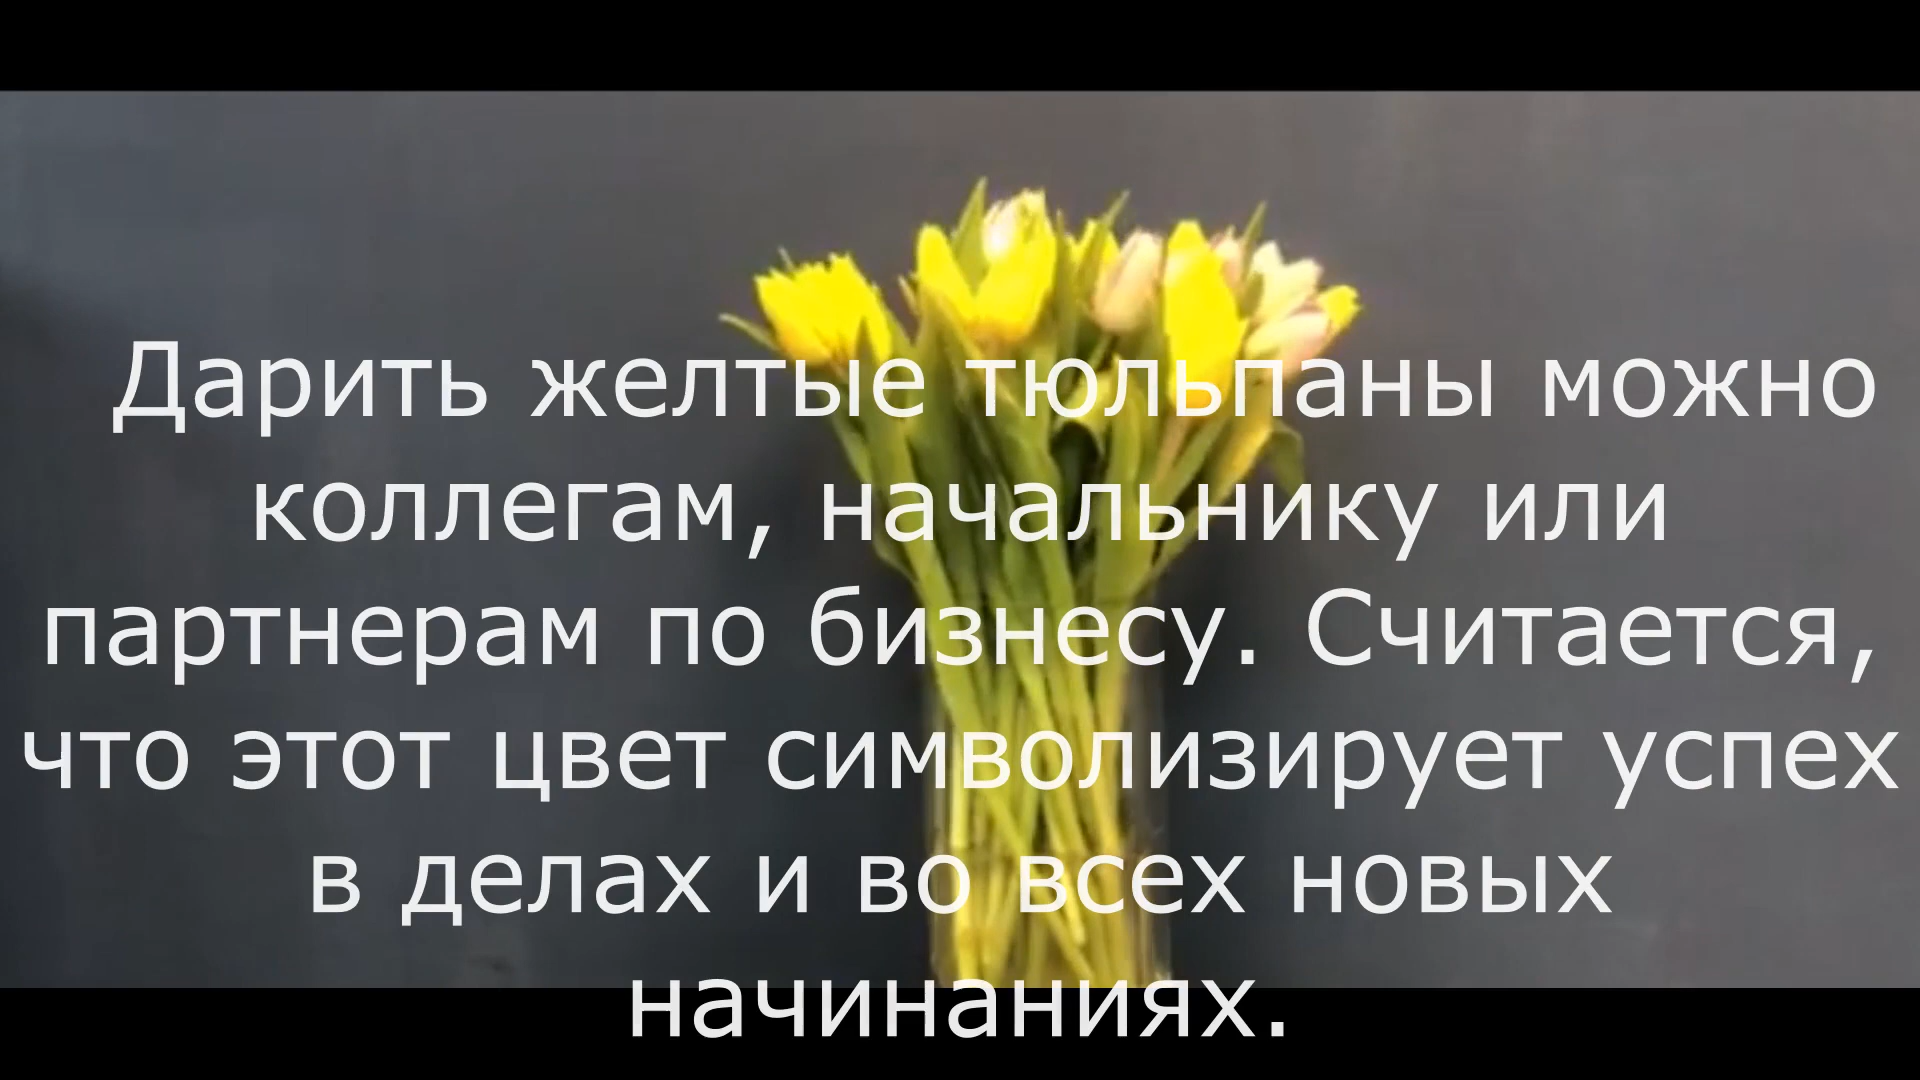 Дарить желтые тюльпаны можно
коллегам, начальнику или
партнерам по бизнесу. Считается,
что этот цвет символизирует успех
в делах и во всех новых
начинаниях.